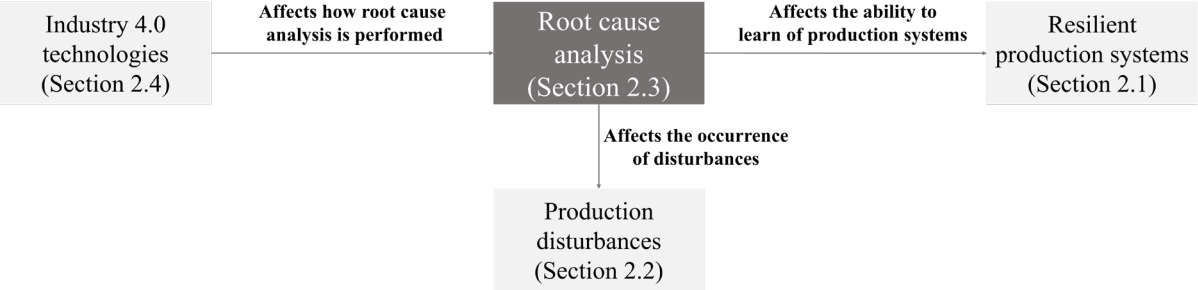 Industry 4.0
technologies
(Section 2.4)
Affects how root cause
analysis is performed
Root cause
analysis
(Section 2.3)
Affects the ability to
learn of production systems
Resilient
production systems
(Section 2.1)
Affects the occurrence
of disturbances
Production
disturbances
(Section 2.2)